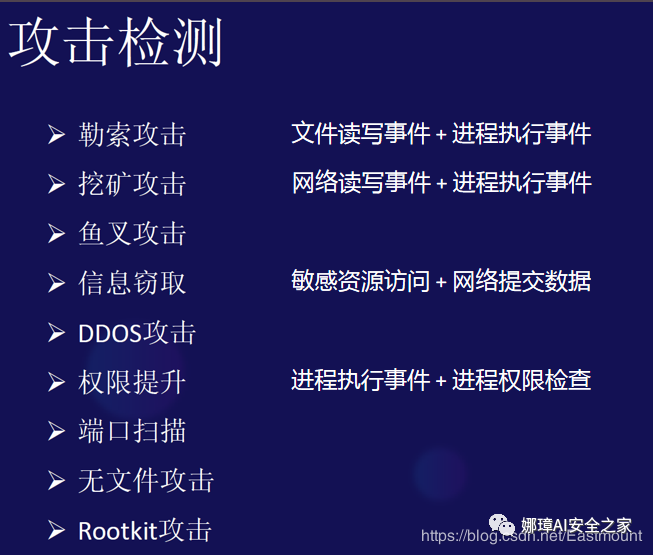 攻击检测
➢ 勒索攻击 文件读写事件 + 进程执行事件
➢ 挖矿攻击 网络读写事件 + 进程执行事件
➢ 鱼叉攻击
➢ 信息窃取 敏感资源访问 + 网络提交数据
➢ DDOS攻击
➢ 权限提升 进程执行事件 + 进程权限检查
➢ 端口扫描
➢ 无文件攻击
➢ Rootkit攻击
娜璋AI安全之家
https://blog.csdn.net/Eastmount